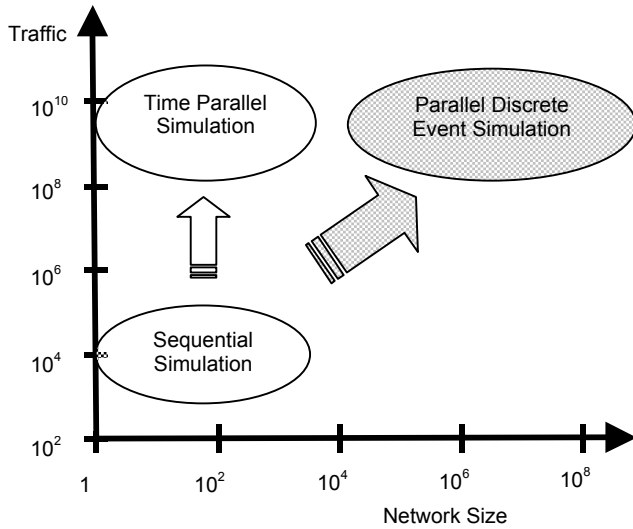 Traffic
10^10
Time Parallel
Simulation
Parallel Discrete
Event Simulation
10^8
10^6
Sequential
Simulation
10^4
10^2
1
10^2
10^4
10^6
10^8
Network Size